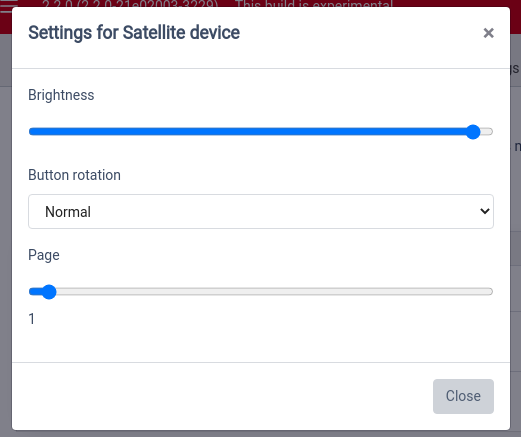 2.2.0 (2.2.0-21e02003-3229) This build is experimental
Settings for Satellite device
×
Brightness
Button rotation
Normal
Page
1
Close